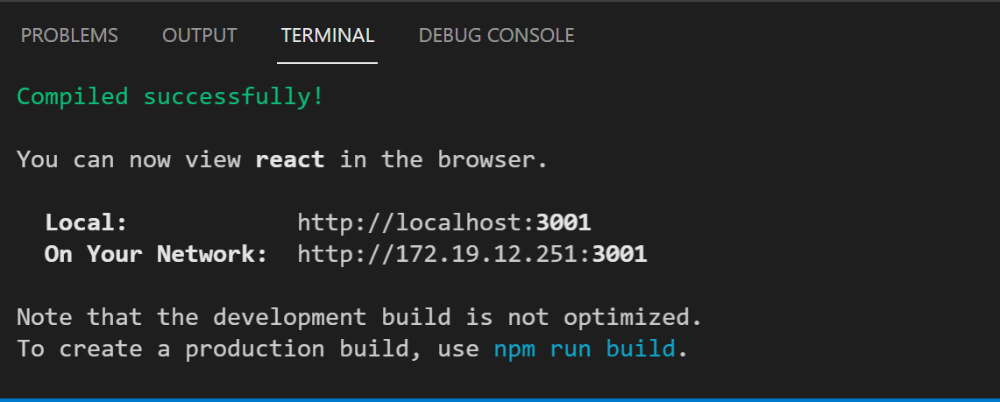 PROBLEMS OUTPUT TERMINAL DEBUG CONSOLE
Compiled successfully!
You can now view react in the browser.
Local: http://localhost:3001
On Your Network: http://172.19.12.251:3001
Note that the development build is not optimized.
To create a production build, use npm run build.